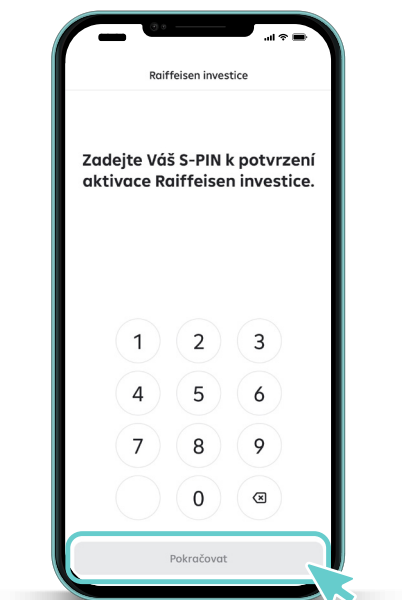 Raiffeisen investice
Zadejte Váš S-PIN k potvrzení
aktivace Raiffeisen investice.
1 2 3
4 5 6
7 8 9
0
Pokračovat